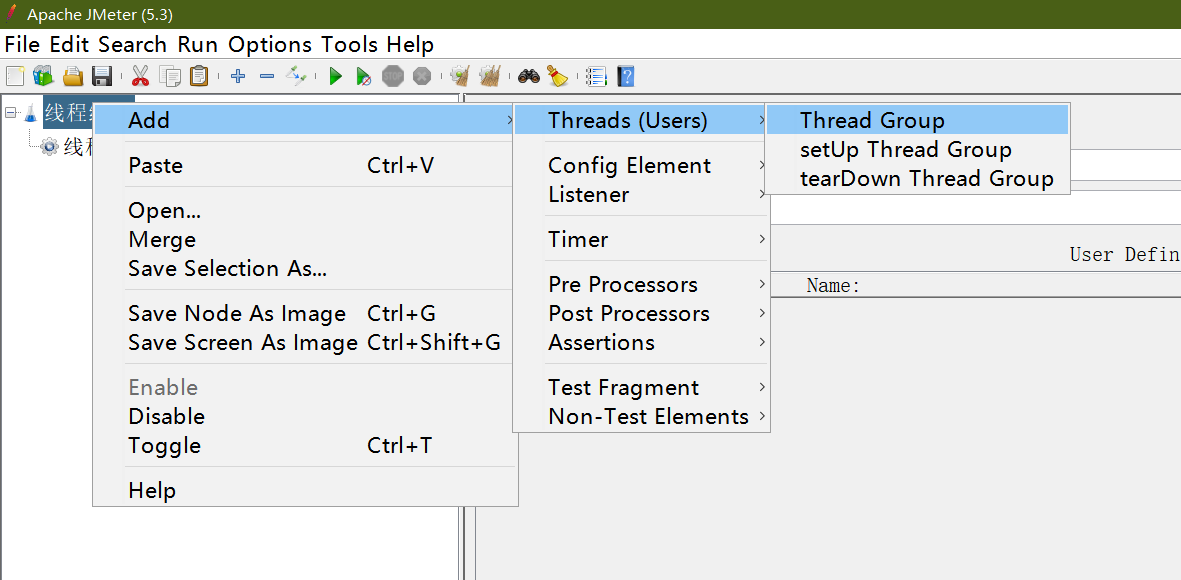 Apache JMeter (5.3)
File Edit Search Run Options Tools Help
STOP
线程
线程
Add
Paste Ctrl+V
Open...
Merge
Save Selection As...
Save Node As Image Ctrl+G
Save Screen As Image Ctrl+Shift+G
Enable
Disable
Toggle Ctrl+T
Help
Threads (Users)
Config Element
Listener
Timer
Pre Processors
Post Processors
Assertions
Test Fragment
Non-Test Elements
Thread Group
setUp Thread Group
tearDown Thread Group
User Defin
Name: